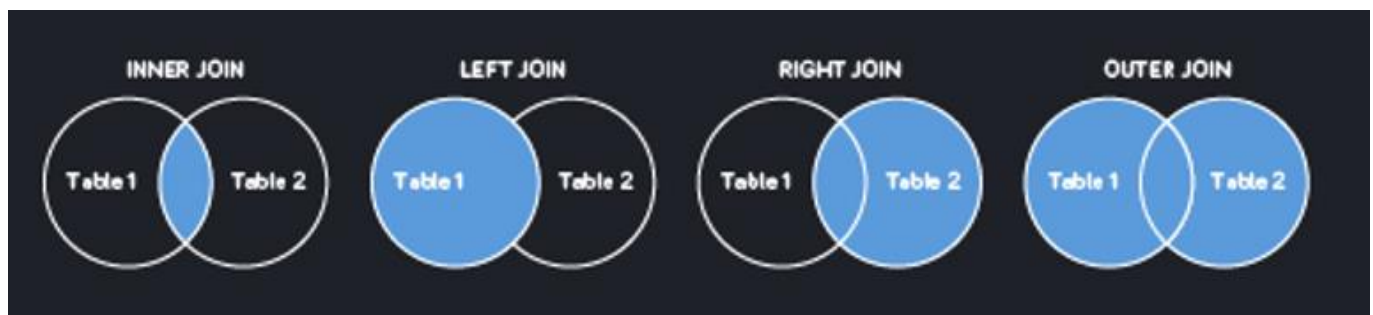 INNER JOIN
LEFT JOIN
RIGHT JOIN
OUTER JOIN
Table 1
Table 2
Table 1
Table 2
Table 1
Table 2
Table 1
Table 2